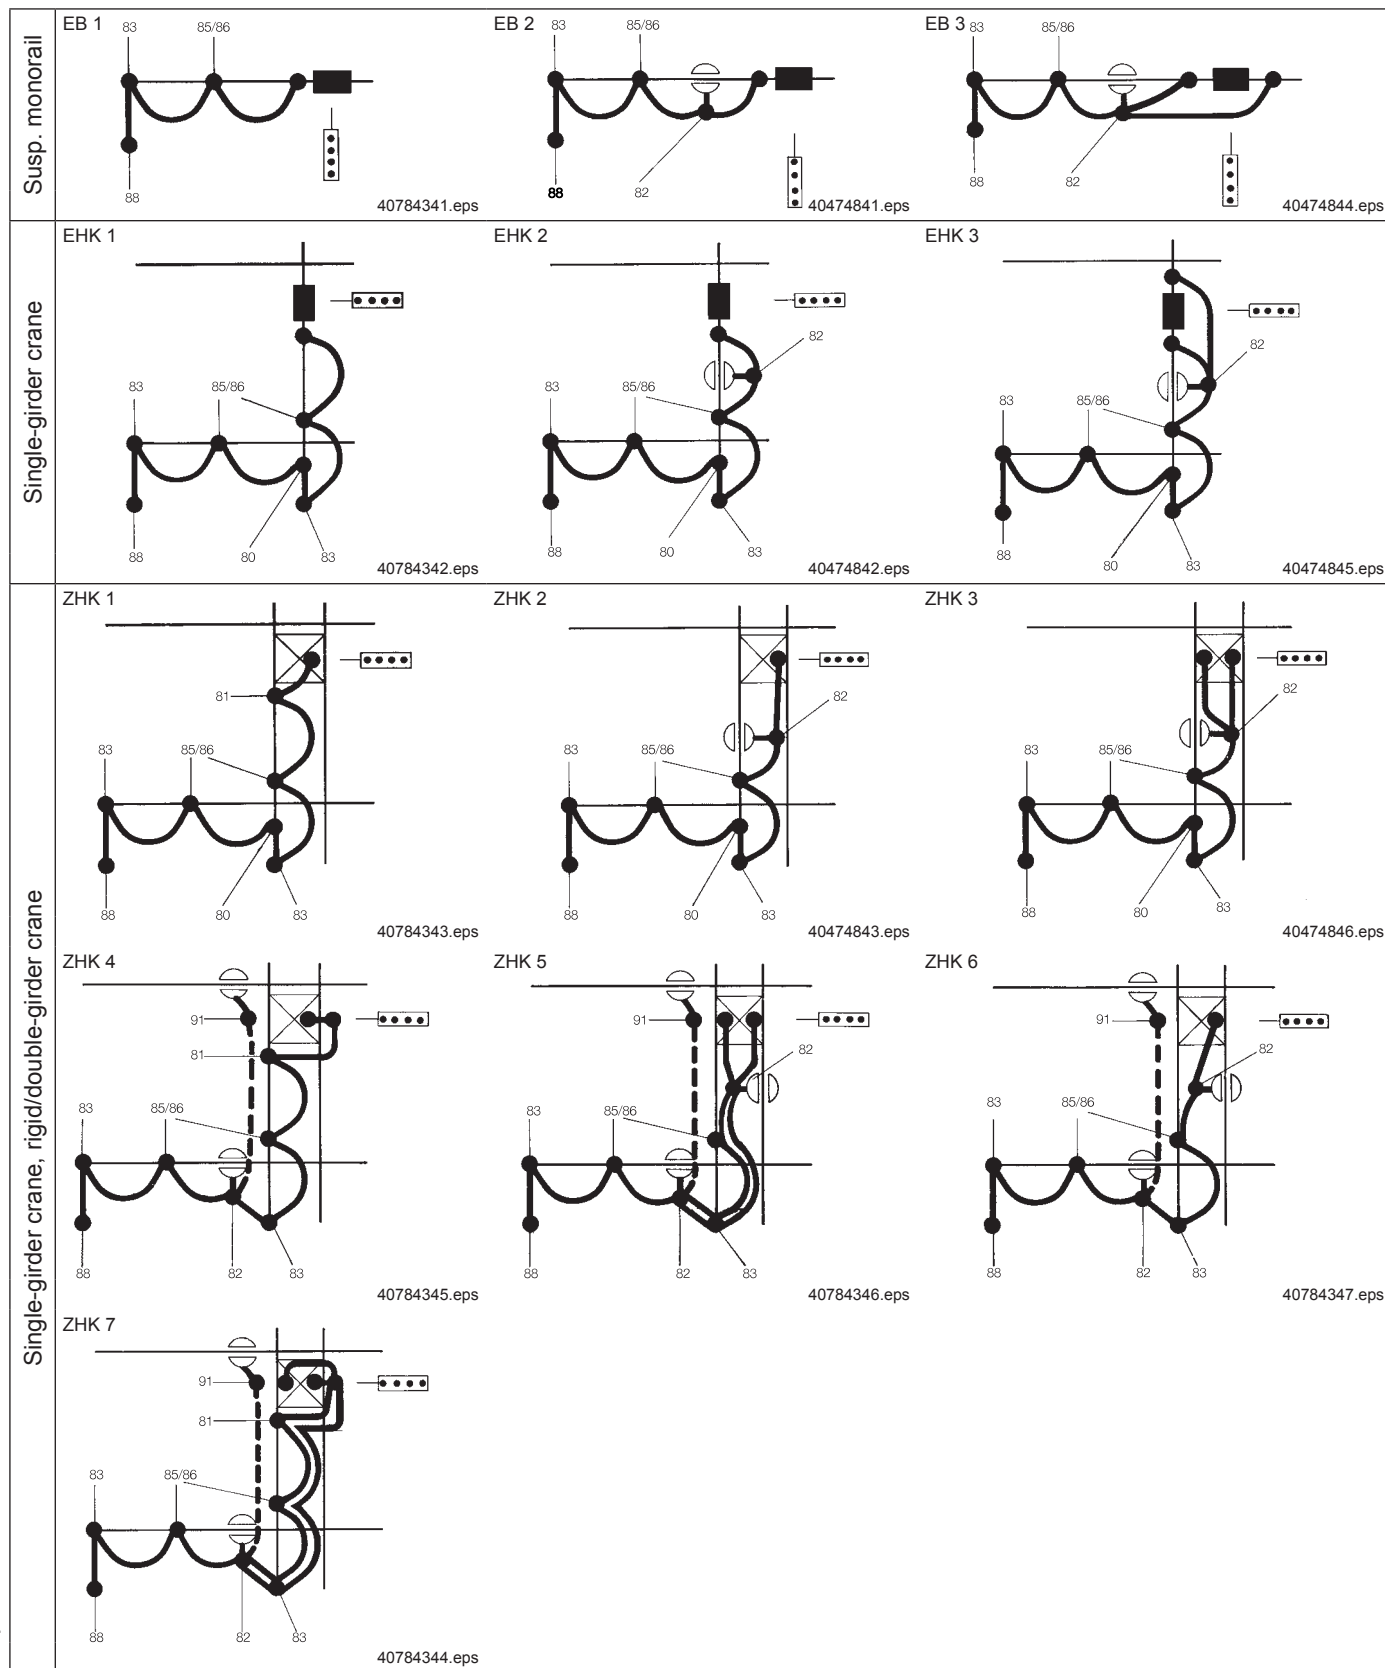 Susp. monorail
EB 1
83
85/86
88
40784341.eps
EB 2
83
85/86
88
82
40474841.eps
EB 3
83
85/86
88
82
40474844.eps
Single-girder crane
EHK 1
83
85/86
88
80
83
40784342.eps
EHK 2
82
83
85/86
88
80
83
40474842.eps
EHK 3
82
83
85/86
88
80
83
40474845.eps
Single-girder crane, rigid/double-girder crane
ZHK 1
81
83
85/86
88
80
83
40784343.eps
ZHK 2
82
83
85/86
88
80
83
40474843.eps
ZHK 3
82
83
85/86
88
80
83
40474846.eps
ZHK 4
91
81
83
85/86
88
82
83
40784345.eps
ZHK 5
91
82
83
85/86
88
82
83
40784346.eps
ZHK 6
91
82
83
85/86
88
82
83
40784347.eps
ZHK 7
91
81
83
85/86
88
82
83
40784344.eps